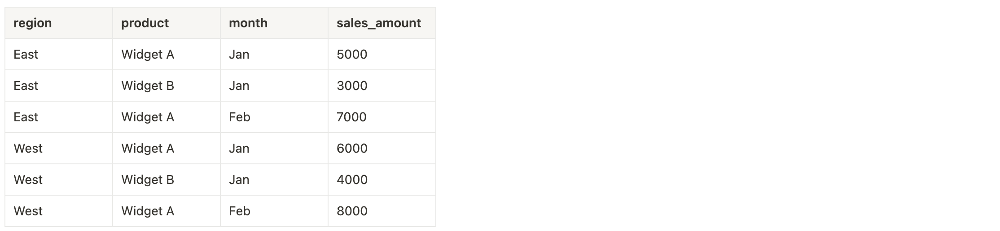 region product month sales_amount
East Widget A Jan 5000
East Widget B Jan 3000
East Widget A Feb 7000
West Widget A Jan 6000
West Widget B Jan 4000
West Widget A Feb 8000